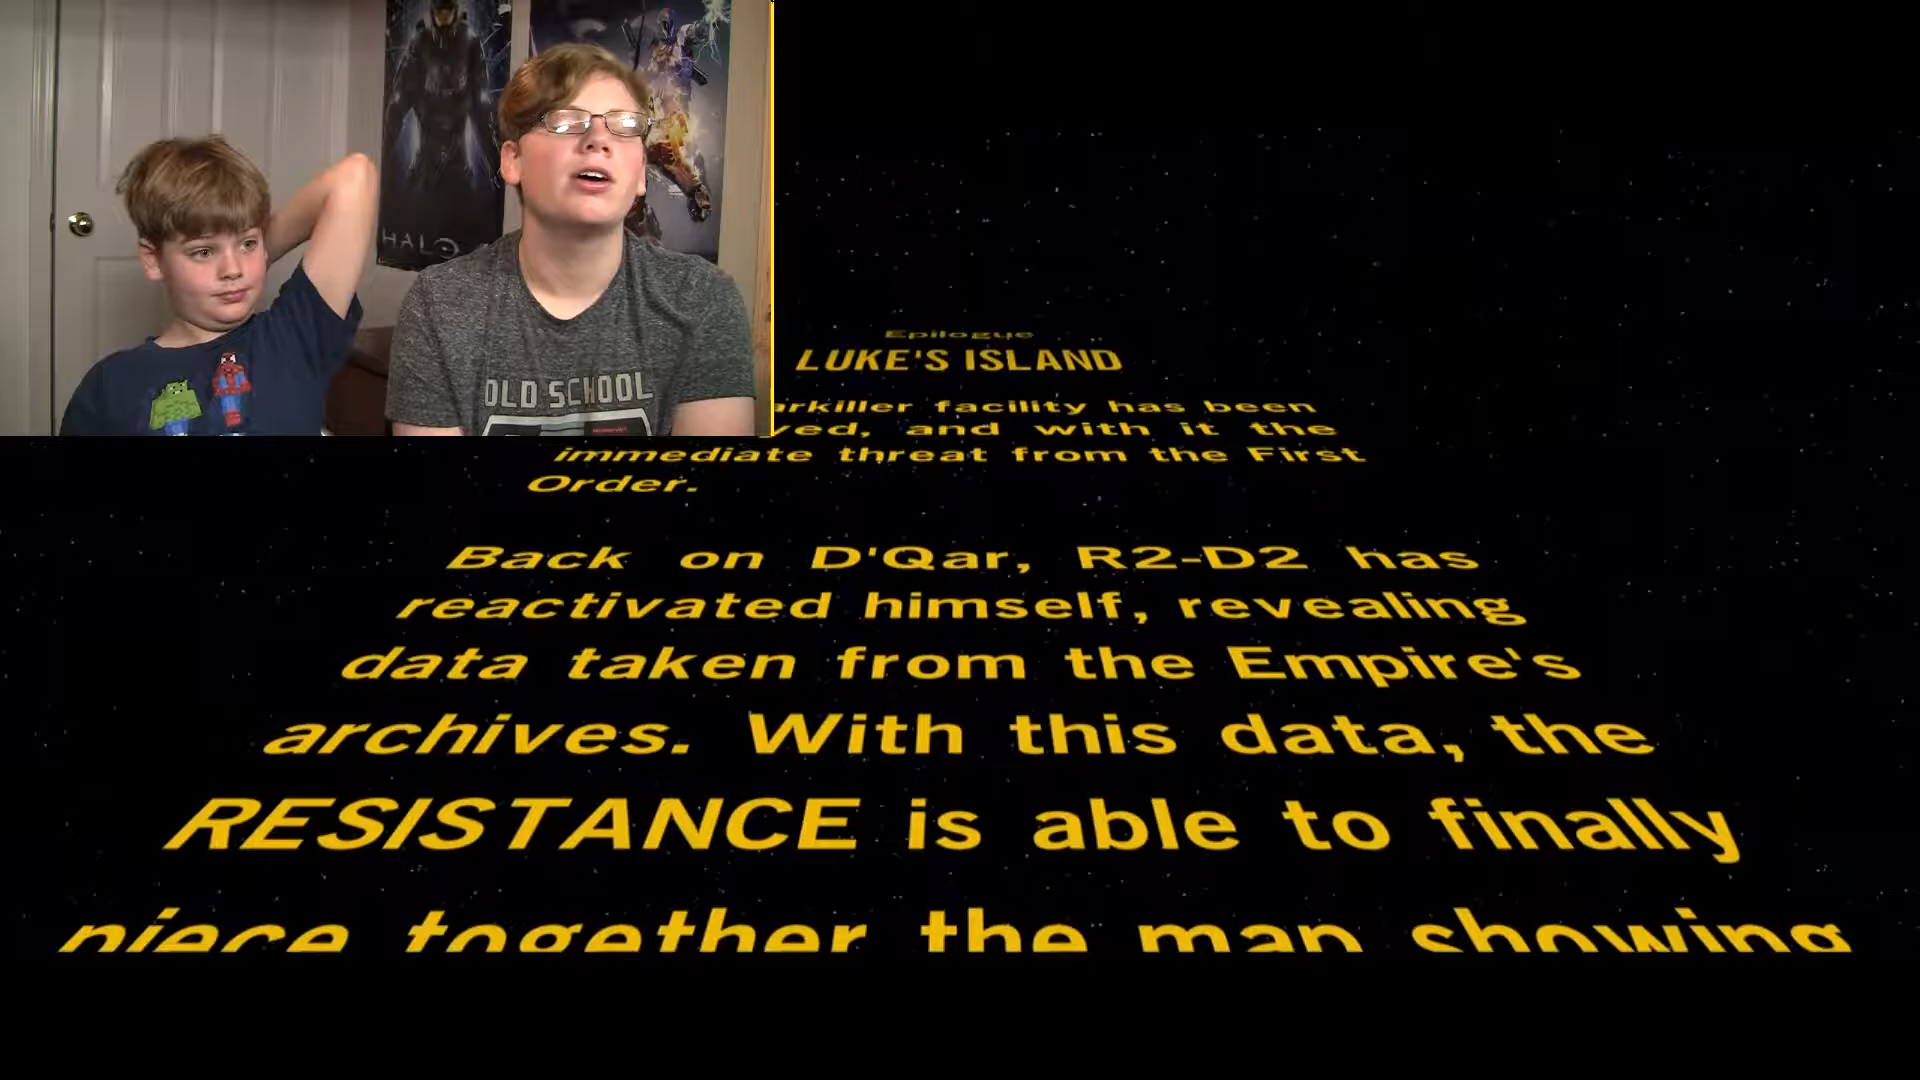 OLD SCHOOL
Epilogue
LUKE'S ISLAND
facility has been
and with it the
immediate threat from the First
Order.
Back on D'Qar, R2-D2 has
reactivated himself, revealing
data taken from the Empire's
archives. With this data, the
RESISTANCE is able to finally
piece together the map showing